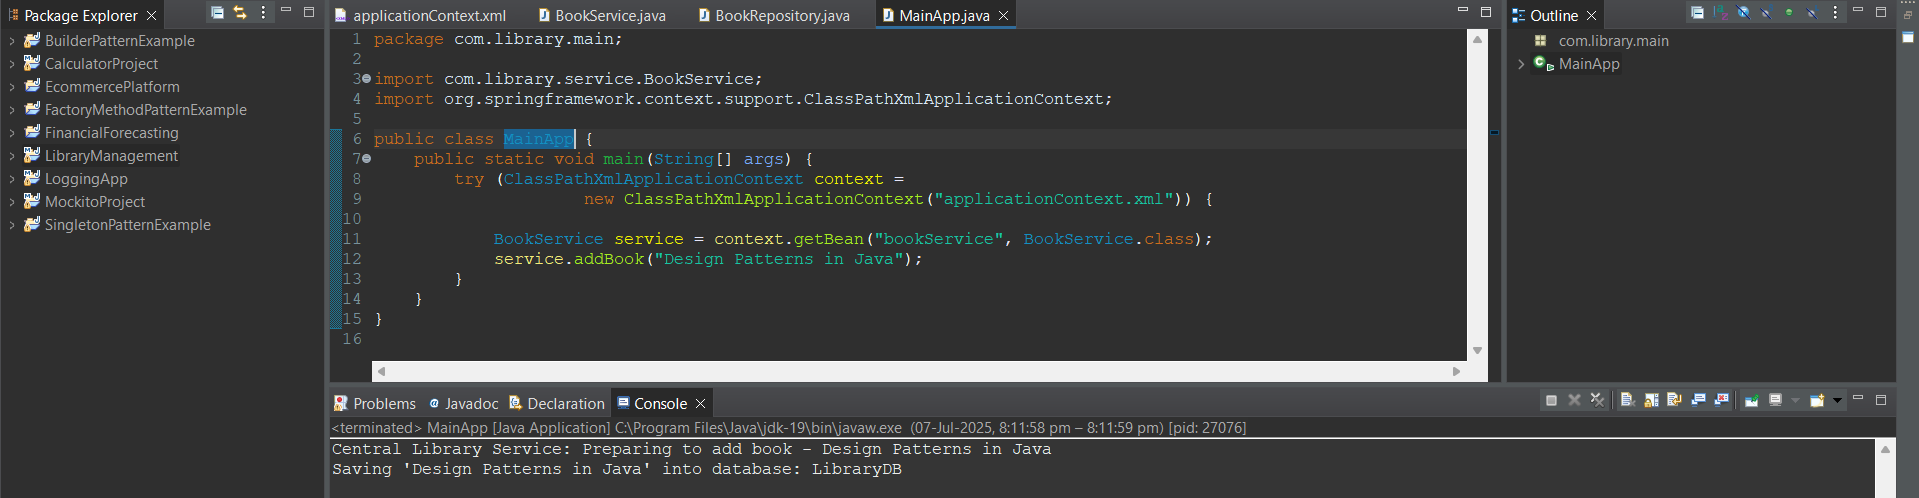 Package Explorer
BuilderPatternExample
CalculatorProject
EcommercePlatform
FactoryMethodPatternExample
FinancialForecasting
LibraryManagement
LoggingApp
MockitoProject
SingletonPatternExample
applicationContext.xml BookService.java BookRepository.java MainApp.java
1 package com.library.main;
2
3 import com.library.service.BookService;
4 import org.springframework.context.support.ClassPathXmlApplicationContext;
5
6 public class MainApp {
7     public static void main(String[] args) {
8         try (ClassPathXmlApplicationContext context =
9                      new ClassPathXmlApplicationContext("applicationContext.xml")) {
10
11             BookService service = context.getBean("bookService", BookService.class);
12             service.addBook("Design Patterns in Java");
13         }
14     }
15 }
16
Outline
com.library.main
MainApp
Problems @ Javadoc Declaration Console
<terminated> MainApp [Java Application] C:\Program Files\Java\jdk-19\bin\javaw.exe (07-Jul-2025, 8:11:58 pm – 8:11:59 pm) [pid: 27076]
Central Library Service: Preparing to add book - Design Patterns in Java
Saving 'Design Patterns in Java' into database: LibraryDB